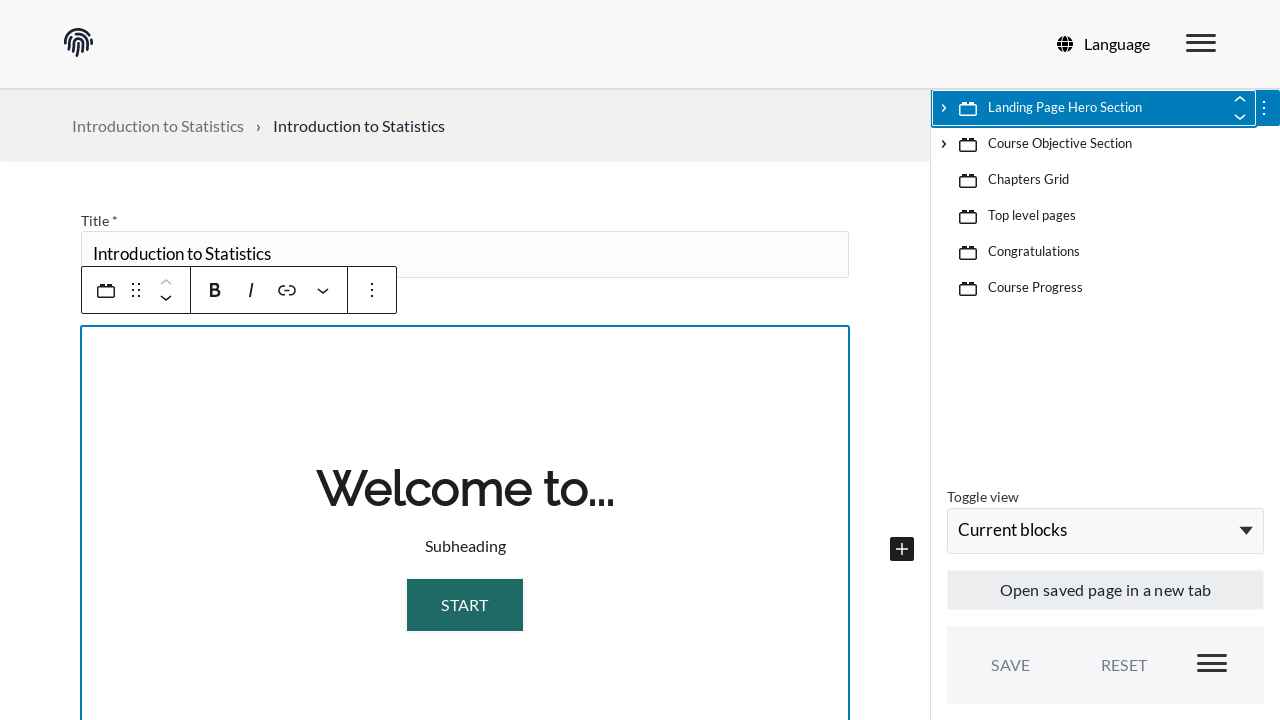 Language
Introduction to Statistics › Introduction to Statistics
Title *
Introduction to Statistics
B I
Welcome to...
Subheading
START
Landing Page Hero Section
Course Objective Section
Chapters Grid
Top level pages
Congratulations
Course Progress
Toggle view
Current blocks
Open saved page in a new tab
SAVE RESET